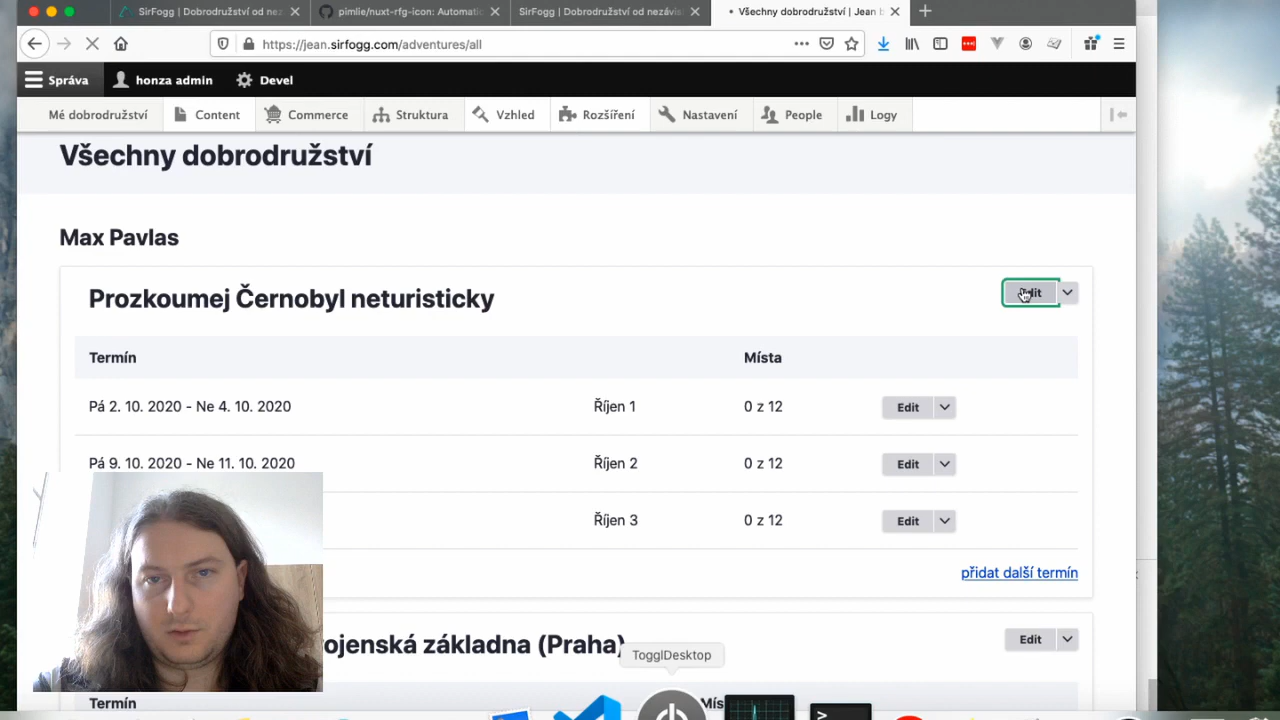 SirFogg | Dobrodružství od nez
pimlie/nuxt-rfg-icon: Automatic
SirFogg | Dobrodružství od nezávis
• Všechny dobrodružství | Jean b
https://jean.sirfogg.com/adventures/all
Správa
honza admin
Devel
Mé dobrodružství
Content
Commerce
Struktura
Vzhled
Rozšíření
Nastavení
People
Logy
Všechny dobrodružství
Max Pavlas
Prozkoumej Černobyl neturisticky
Termín Místa
Pá 2. 10. 2020 - Ne 4. 10. 2020 Říjen 1 0 z 12 Edit
Pá 9. 10. 2020 - Ne 11. 10. 2020 Říjen 2 0 z 12 Edit
Říjen 3 0 z 12 Edit
přidat další termín
ojenská základna (Praha) Edit
TogglDesktop
Termín Mís